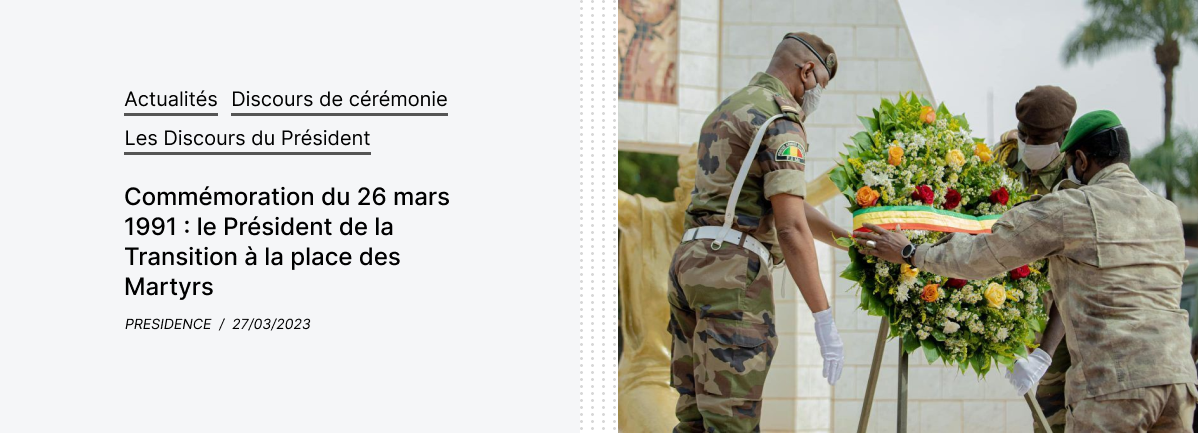 Actualités Discours de cérémonie
Les Discours du Président
Commémoration du 26 mars
1991 : le Président de la
Transition à la place des
Martyrs
PRESIDENCE / 27/03/2023